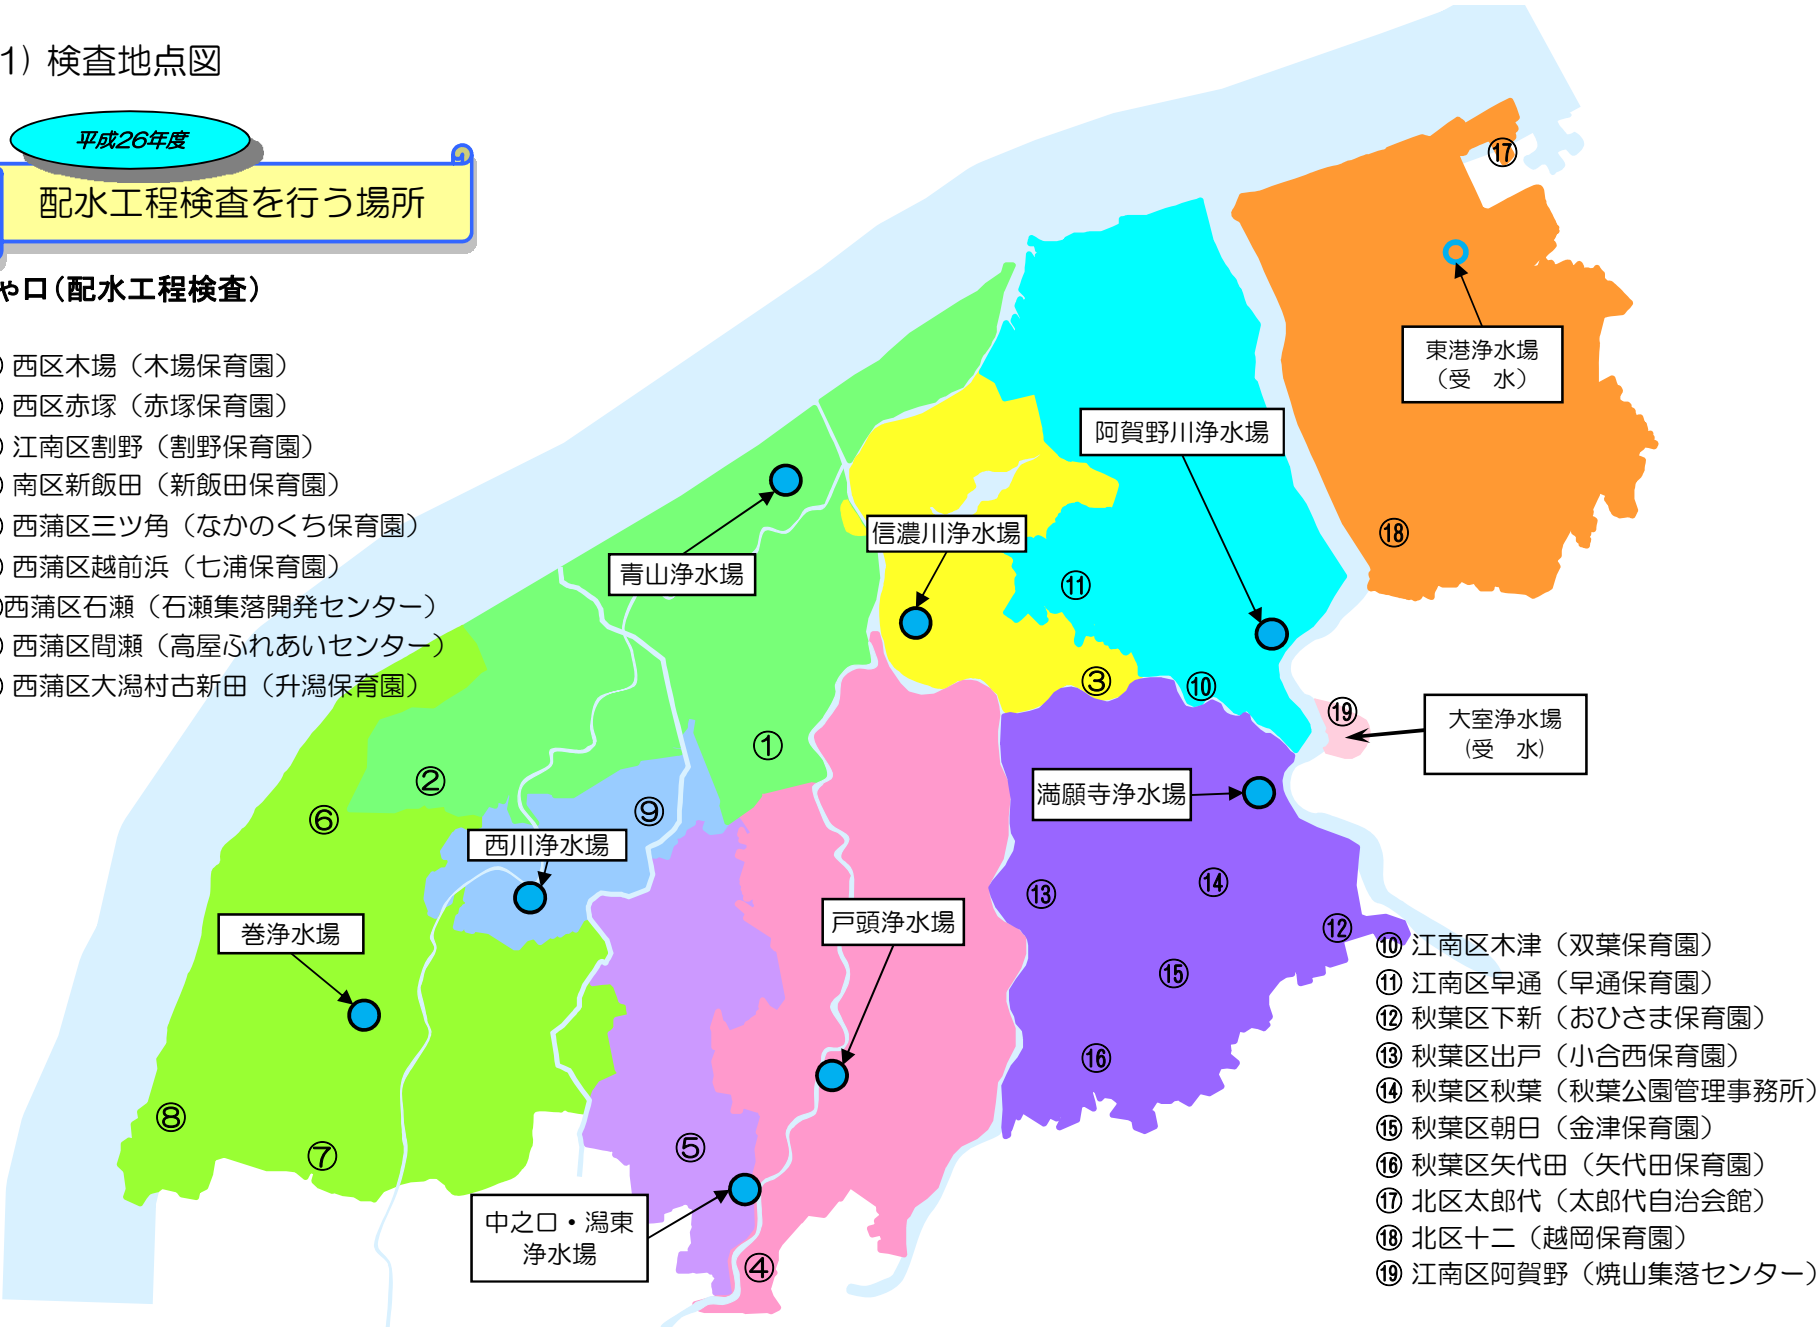 1) 検査地点図
平成26年度
配水工程検査を行う場所
ゃ口(配水工程検査)
西区木場（木場保育園）
西区赤塚（赤塚保育園）
江南区割野（割野保育園）
南区新飯田（新飯田保育園）
西蒲区三ツ角（なかのくち保育園）
西蒲区越前浜（七浦保育園）
西蒲区石瀬（石瀬集落開発センター）
西蒲区間瀬（高屋ふれあいセンター）
西蒲区大潟村古新田（升潟保育園）
⑰
東港浄水場
（受　水）
阿賀野川浄水場
信濃川浄水場
⑱
青山浄水場
⑪
③
⑩
⑲
大室浄水場
(受　水)
①
②
⑥
⑨
満願寺浄水場
西川浄水場
⑬
⑭
⑫
戸頭浄水場
巻浄水場
⑮
⑯
⑧
⑦
⑤
中之口・潟東
浄水場
④
⑩ 江南区木津（双葉保育園）
⑪ 江南区早通（早通保育園）
⑫ 秋葉区下新（おひさま保育園）
⑬ 秋葉区出戸（小合西保育園）
⑭ 秋葉区秋葉（秋葉公園管理事務所）
⑮ 秋葉区朝日（金津保育園）
⑯ 秋葉区矢代田（矢代田保育園）
⑰ 北区太郎代（太郎代自治会館）
⑱ 北区十二（越岡保育園）
⑲ 江南区阿賀野（焼山集落センター）